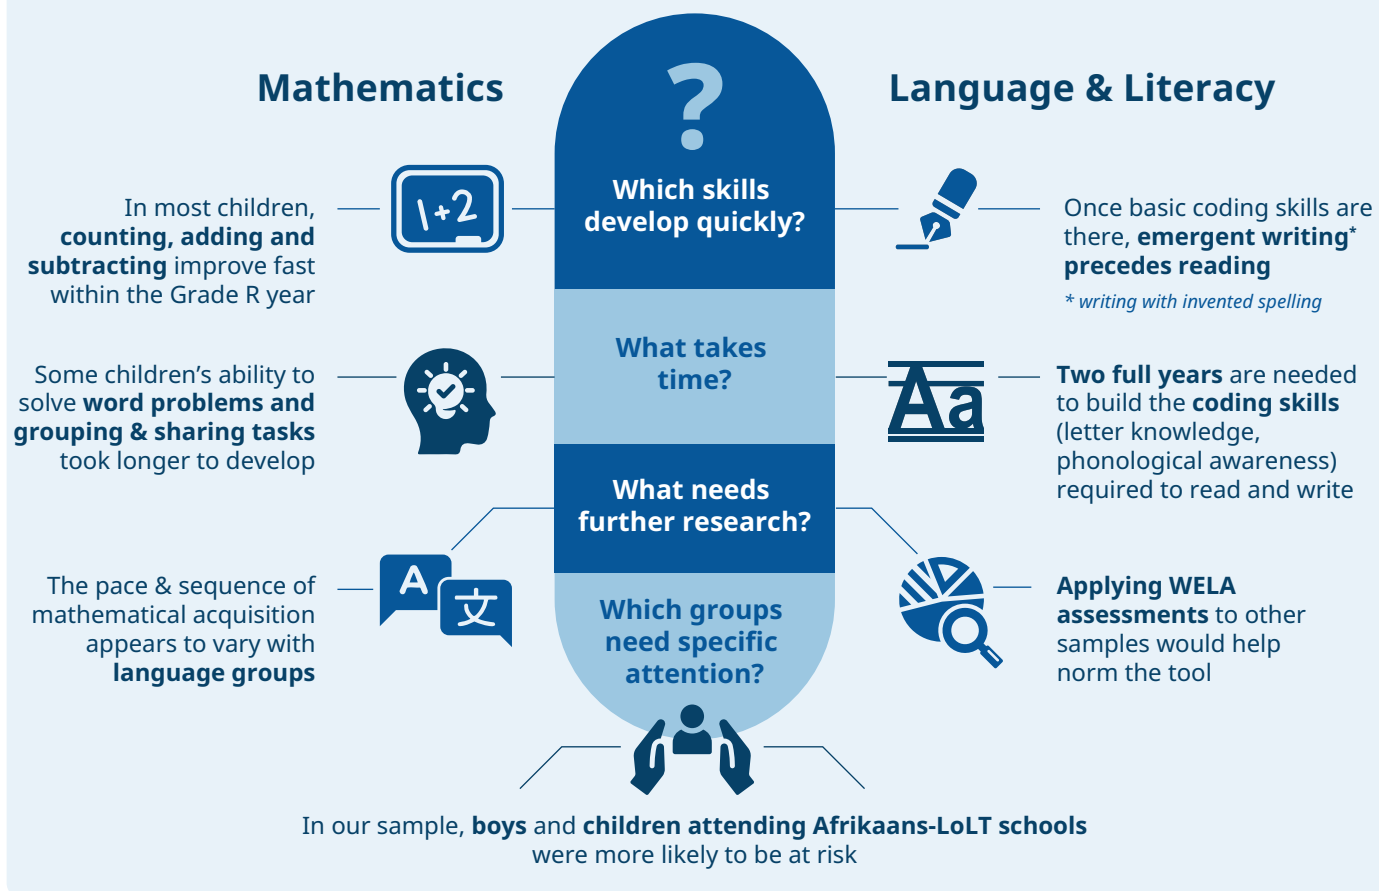 Mathematics
Language & Literacy
?
Which skills
develop quickly?
1+2
In most children,
counting, adding and
subtracting improve fast
within the Grade R year
Once basic coding skills are
there, emergent writing*
precedes reading
* writing with invented spelling
What takes
time?
Some children’s ability to
solve word problems and
grouping & sharing tasks
took longer to develop
Aa
Two full years are needed
to build the coding skills
(letter knowledge,
phonological awareness)
required to read and write
What needs
further research?
A
文
The pace & sequence of
mathematical acquisition
appears to vary with
language groups
Applying WELA
assessments to other
samples would help
norm the tool
Which groups
need specific
attention?
In our sample, boys and children attending Afrikaans-LoLT schools
were more likely to be at risk